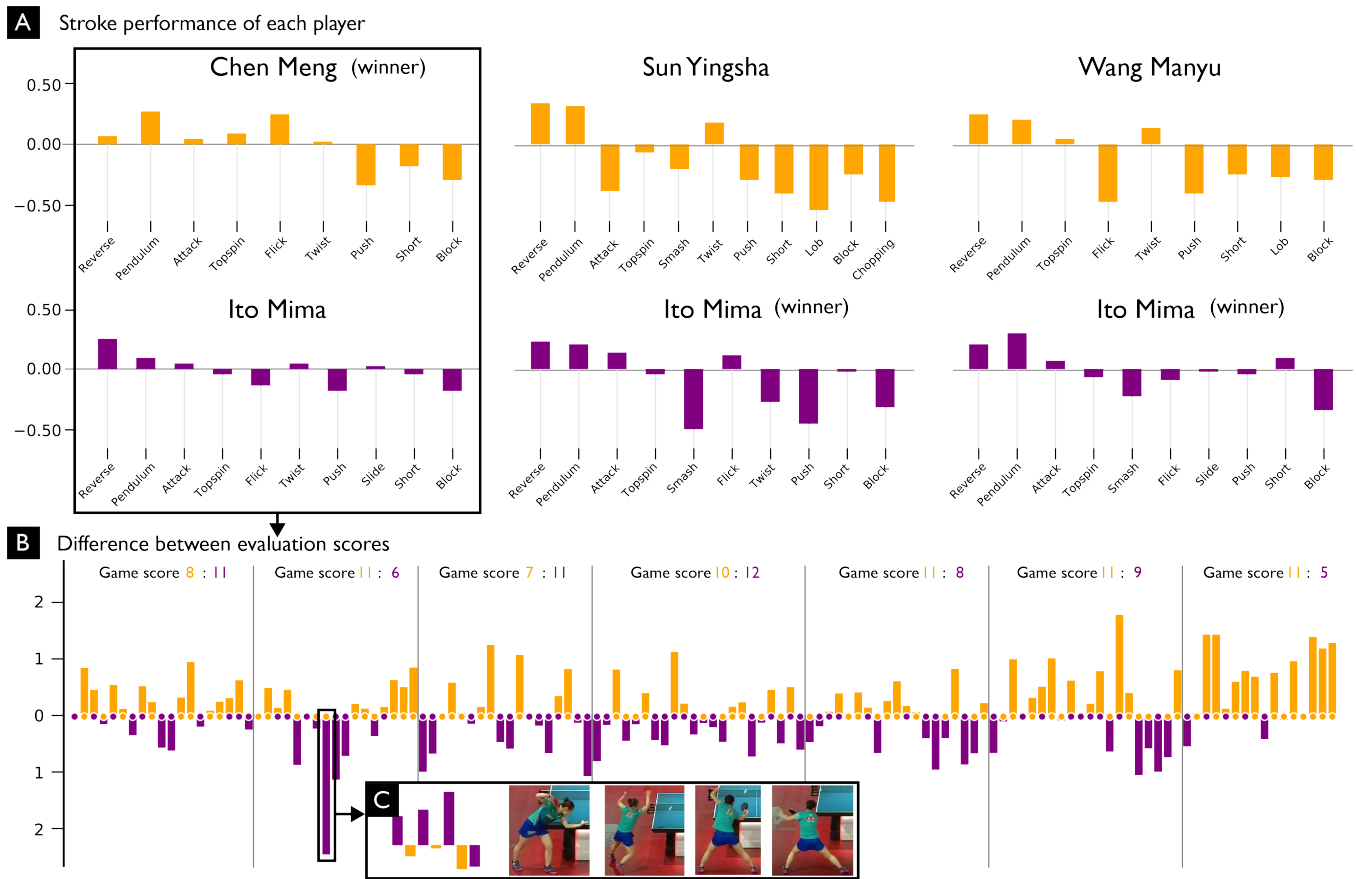 A Stroke performance of each player
Chen Meng (winner)
0.50
0.00
−0.50
Reverse Pendulum Attack Topspin Flick Twist Push Short Block
Sun Yingsha
Reverse Pendulum Attack Topspin Smash Twist Push Short Lob Block Chopping
Wang Manyu
Reverse Pendulum Topspin Flick Twist Push Short Lob Block
Ito Mima
0.50
0.00
−0.50
Reverse Pendulum Attack Topspin Flick Twist Push Slide Short Block
Ito Mima (winner)
Reverse Pendulum Attack Topspin Smash Flick Twist Push Short Block
Ito Mima (winner)
Reverse Pendulum Attack Topspin Smash Flick Slide Push Short Block
B Difference between evaluation scores
Game score 8 : 11
Game score 11 : 6
Game score 7 : 11
Game score 10 : 12
Game score 11 : 8
Game score 11 : 9
Game score 11 : 5
2
1
0
1
2
C